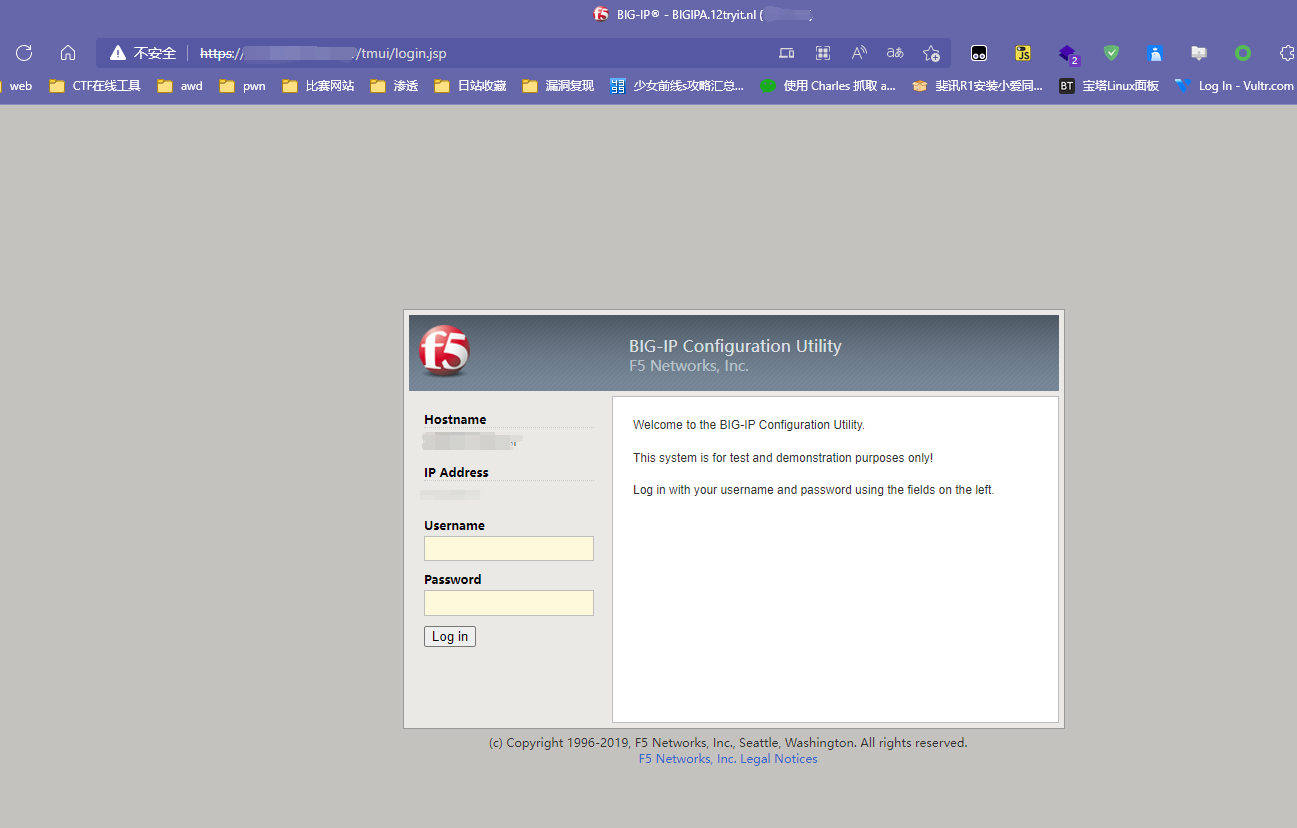 BIG-IP® - BIGIPA.12tryit.nl (
不安全 https:// /tmui/login.jsp
web CTF在线工具 awd pwn 比赛网站 渗透 日站收藏 漏洞复现 少女前线s攻略汇总... 使用 Charles 抓取 a... 斐讯R1安装小爱同... BT 宝塔Linux面板 Log In - Vultr.com
f5
BIG-IP Configuration Utility
F5 Networks, Inc.
Hostname
IP Address
Username
Password
Log in
Welcome to the BIG-IP Configuration Utility.
This system is for test and demonstration purposes only!
Log in with your username and password using the fields on the left.
(c) Copyright 1996-2019, F5 Networks, Inc., Seattle, Washington. All rights reserved.
F5 Networks, Inc. Legal Notices